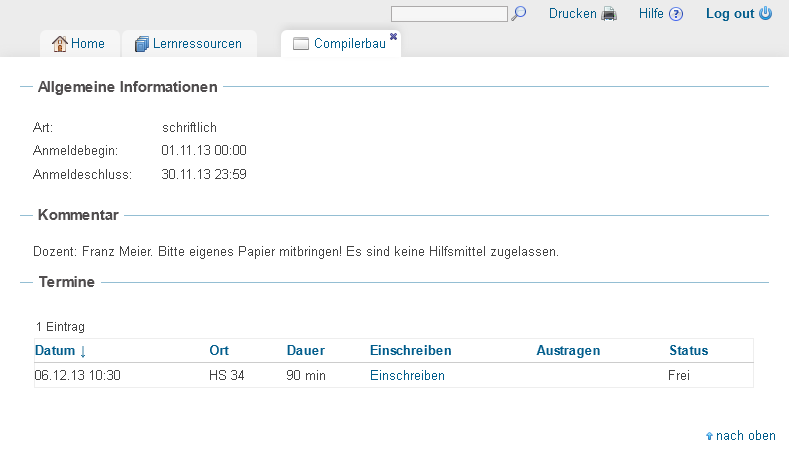 Drucken Hilfe Log out
Home Lernressourcen Compilerbau
Allgemeine Informationen
Art: schriftlich
Anmeldebegin: 01.11.13 00:00
Anmeldeschluss: 30.11.13 23:59
Kommentar
Dozent: Franz Meier. Bitte eigenes Papier mitbringen! Es sind keine Hilfsmittel zugelassen.
Termine
1 Eintrag
Datum ↓ Ort Dauer Einschreiben Austragen Status
06.12.13 10:30 HS 34 90 min Einschreiben Frei
nach oben